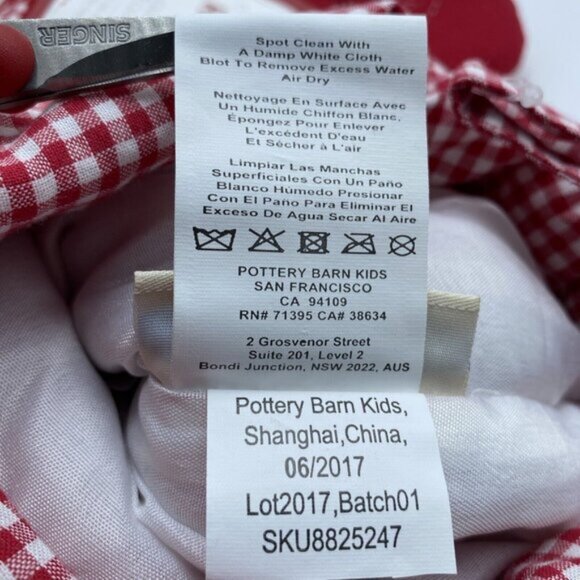 SINGER
Spot Clean With
A Damp White Cloth
Blot To Remove Excess Water
Air Dry
Nettoyage En Surface Avec
Un Humide Chiffon Blanc,
Épongez Pour Enlever
L'excédent D'eau
Et Sécher À L'air
Limpiar Las Manchas
Superficiales Con Un Paño
Blanco Húmedo Presionar
Con El Paño Para Eliminar El
Exceso De Agua Secar Al Aire
POTTERY BARN KIDS
SAN FRANCISCO
CA 94109
RN# 71395 CA# 38634
2 Grosvenor Street
Suite 201, Level 2
Bondi Junction, NSW 2022, AUS
Pottery Barn Kids,
Shanghai,China,
06/2017
Lot2017,Batch01
SKU8825247